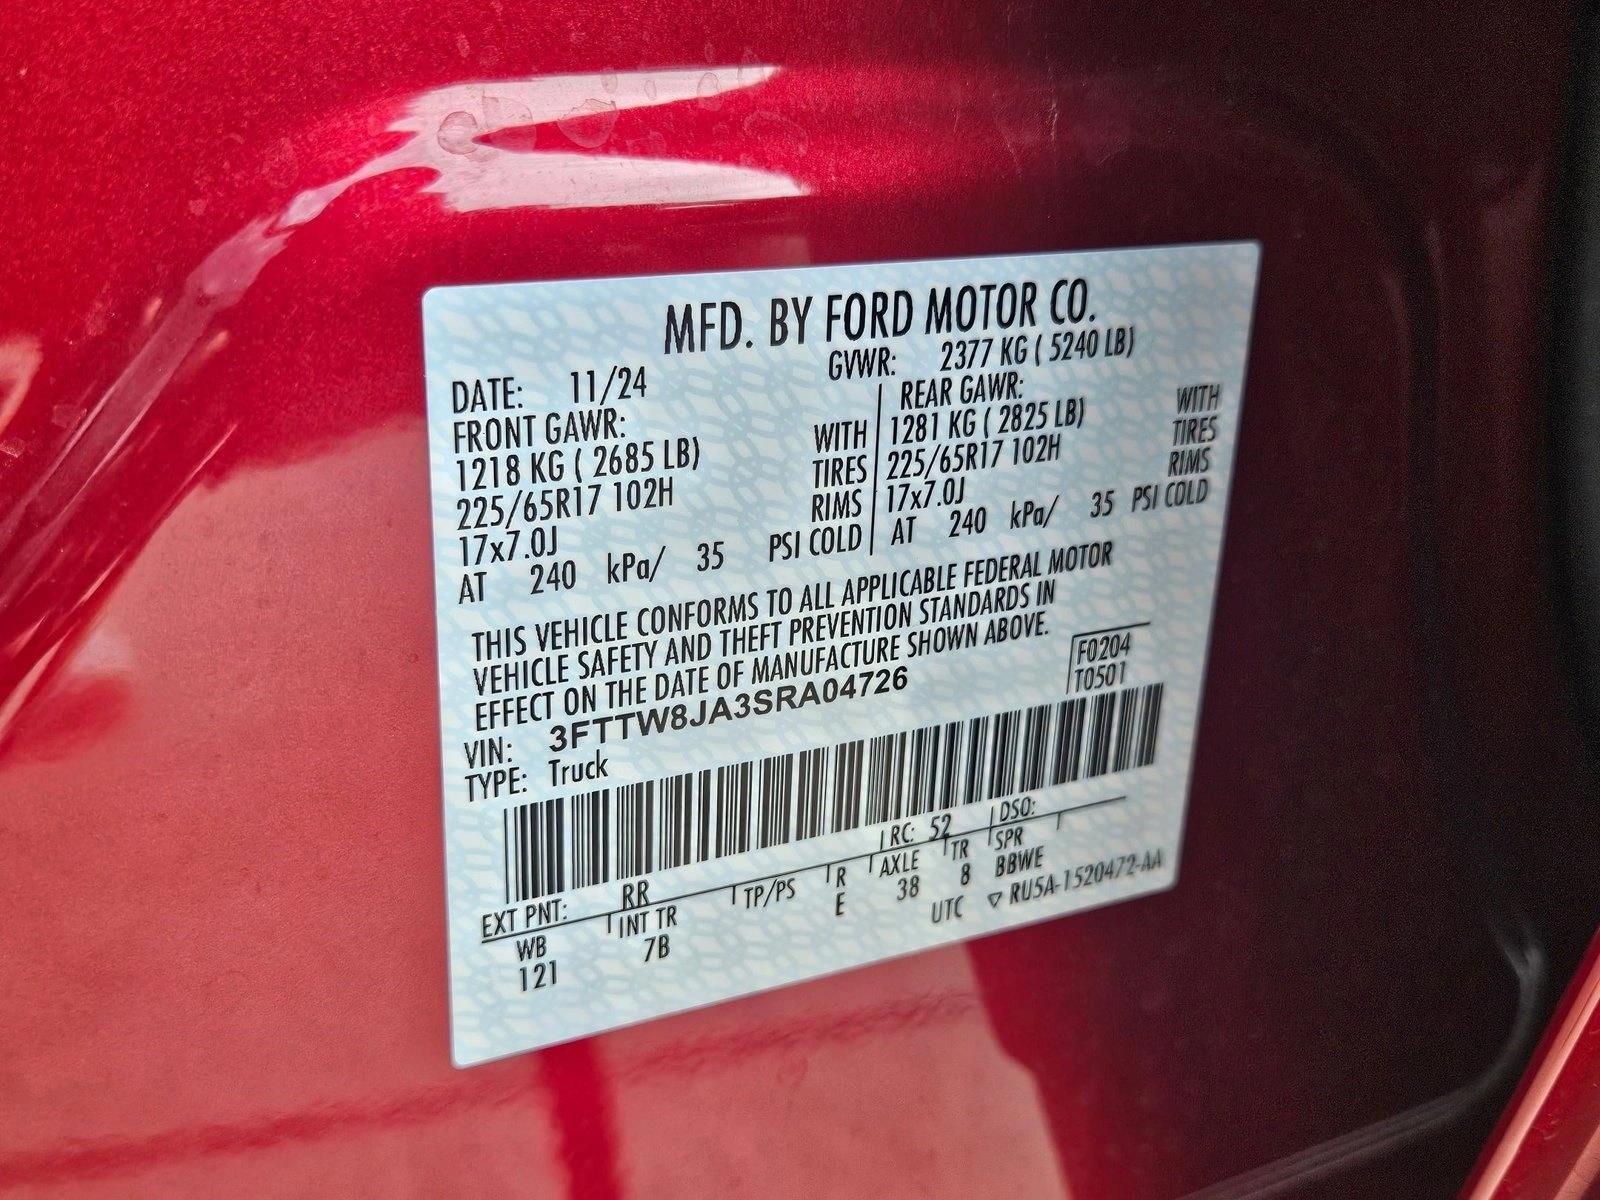 MFD. BY FORD MOTOR CO.
DATE: 11/24 GVWR: 2377 KG ( 5240 LB)
FRONT GAWR: REAR GAWR:
1218 KG ( 2685 LB) WITH 1281 KG ( 2825 LB) WITH
225/65R17 102H TIRES 225/65R17 102H TIRES
17x7.0J RIMS 17x7.0J RIMS
AT 240 kPa/ 35 PSI COLD AT 240 kPa/ 35 PSI COLD
THIS VEHICLE CONFORMS TO ALL APPLICABLE FEDERAL MOTOR
VEHICLE SAFETY AND THEFT PREVENTION STANDARDS IN
EFFECT ON THE DATE OF MANUFACTURE SHOWN ABOVE.
VIN: 3FTTW8JA3SRA04726 F0204
TYPE: Truck T0501
EXT PNT: RR RC: 52 DSO:
WB INT TR TP/PS R AXLE TR SPR
121 7B E 38 8 BBWE
UTC ▽ RU5A-1520472-AA